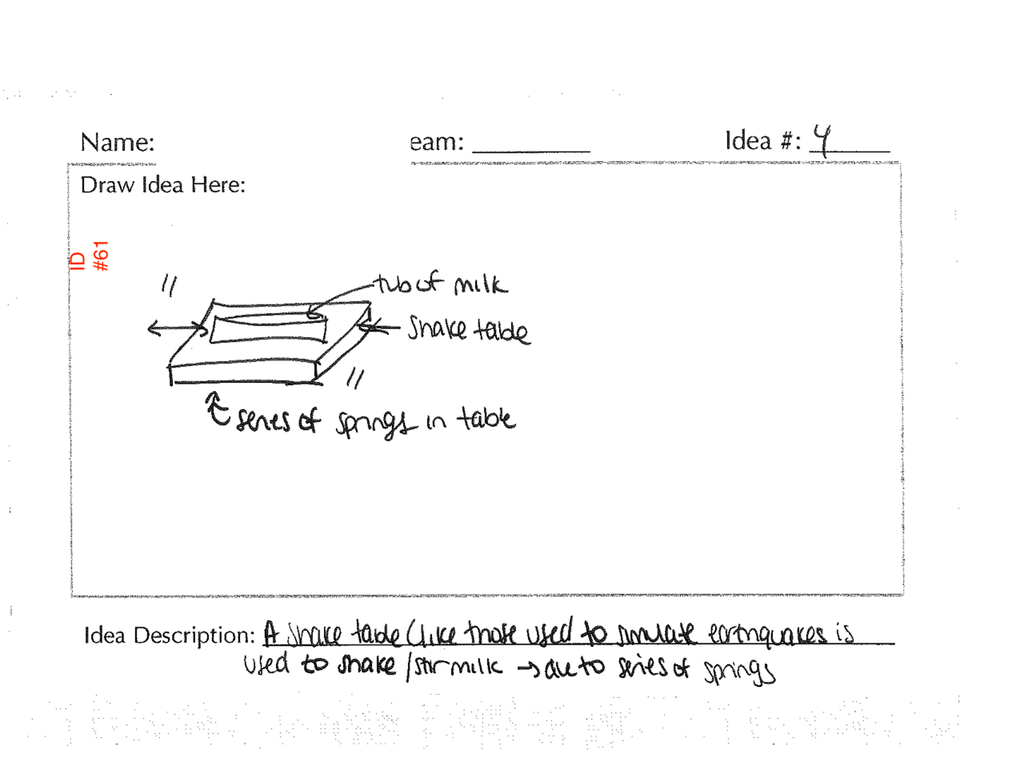 Name:
eam:
Idea #: 4
Draw Idea Here:
ID
#61
tub of milk
shake table
series of springs in table
Idea Description: A shake table (like those used to simulate earthquakes is
used to shake/stir milk → due to series of springs